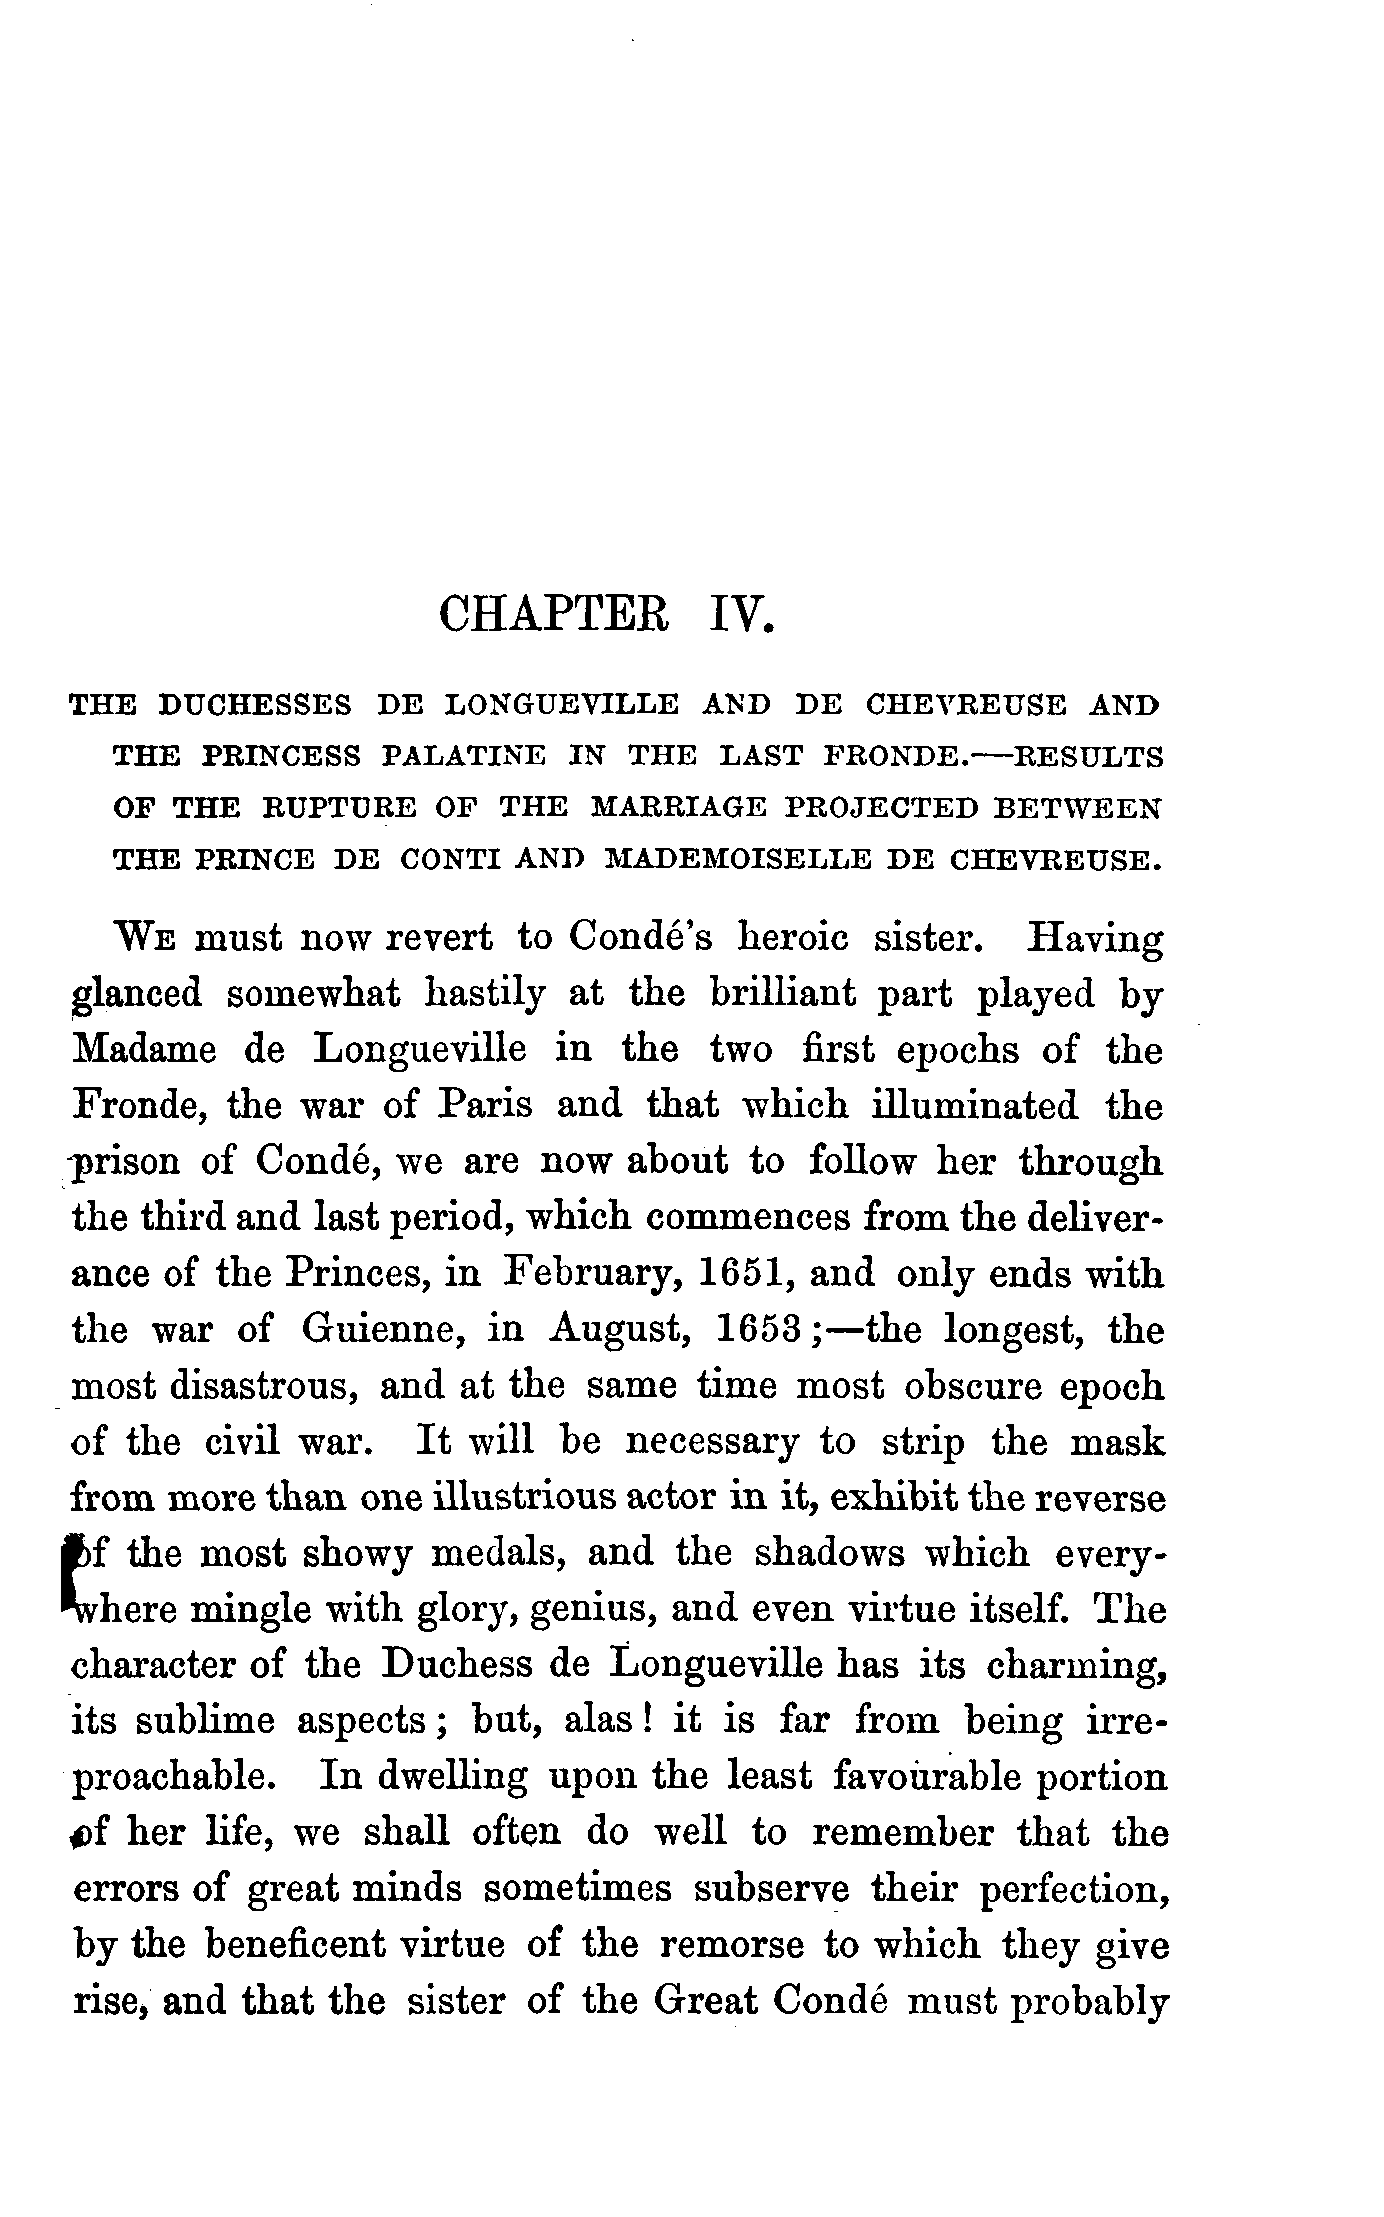 CHAPTER IV.
THE DUCHESSES DE LONGUEVILLE AND DE CHEVREUSE AND
THE PRINCESS PALATINE IN THE LAST FRONDE.—RESULTS
OF THE RUPTURE OF THE MARRIAGE PROJECTED BETWEEN
THE PRINCE DE CONTI AND MADEMOISELLE DE CHEVREUSE.
WE must now revert to Condé's heroic sister. Having
glanced somewhat hastily at the brilliant part played by
Madame de Longueville in the two first epochs of the
Fronde, the war of Paris and that which illuminated the
prison of Condé, we are now about to follow her through
the third and last period, which commences from the deliver-
ance of the Princes, in February, 1651, and only ends with
the war of Guienne, in August, 1653 ;—the longest, the
most disastrous, and at the same time most obscure epoch
of the civil war. It will be necessary to strip the mask
from more than one illustrious actor in it, exhibit the reverse
of the most showy medals, and the shadows which every-
where mingle with glory, genius, and even virtue itself. The
character of the Duchess de Longueville has its charming,
its sublime aspects ; but, alas ! it is far from being irre-
proachable. In dwelling upon the least favourable portion
of her life, we shall often do well to remember that the
errors of great minds sometimes subserve their perfection,
by the beneficent virtue of the remorse to which they give
rise, and that the sister of the Great Condé must probably